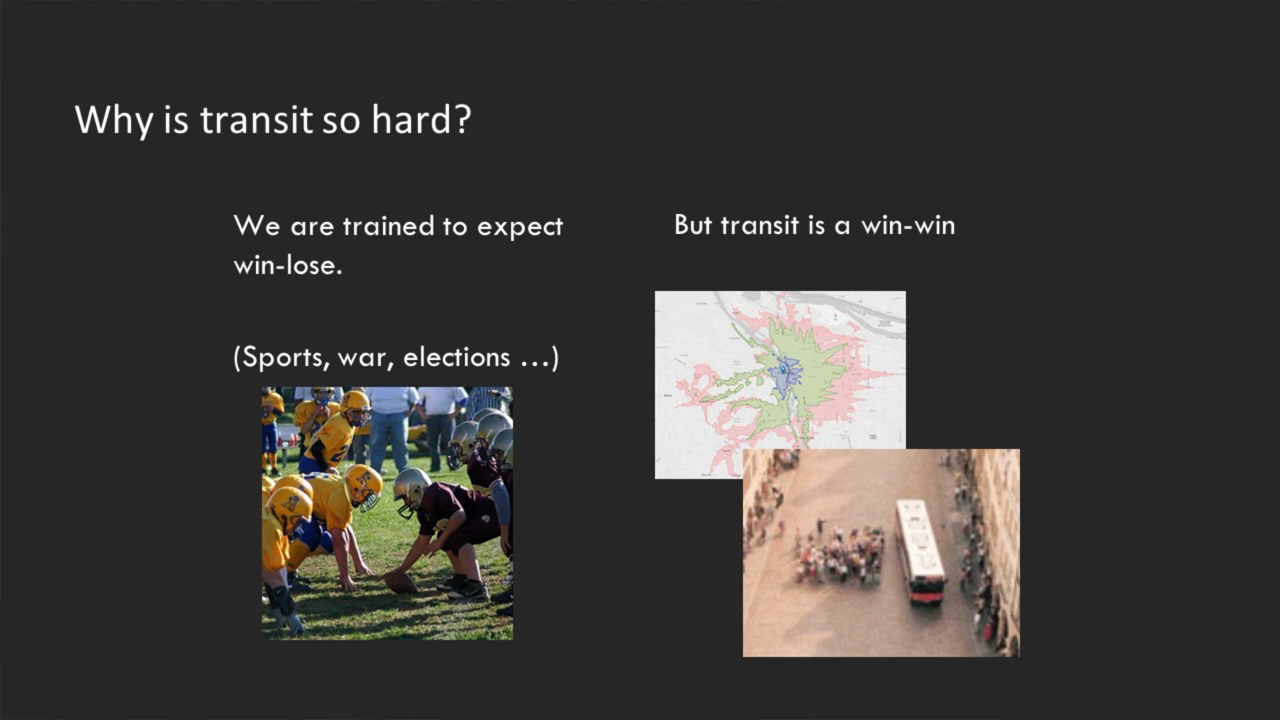 Why is transit so hard?
We are trained to expect
win-lose.
(Sports, war, elections ...)
But transit is a win-win